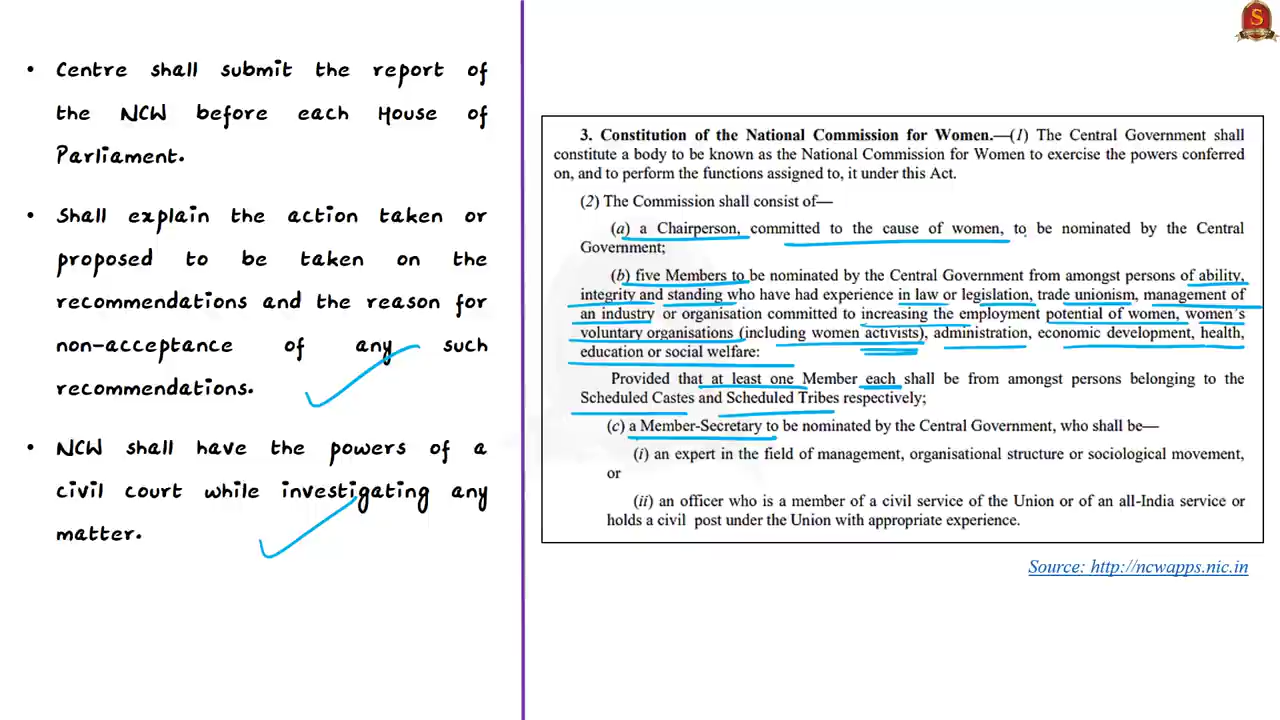 • Centre shall submit the report of
the NCW before each House of
Parliament.
• Shall explain the action taken or
proposed to be taken on the
recommendations and the reason for
non-acceptance of any such
recommendations.
• NCW shall have the powers of a
civil court while investigating any
matter.
S
3. Constitution of the National Commission for Women.—(1) The Central Government shall
constitute a body to be known as the National Commission for Women to exercise the powers conferred
on, and to perform the functions assigned to, it under this Act.
(2) The Commission shall consist of—
(a) a Chairperson, committed to the cause of women, to be nominated by the Central
Government;
(b) five Members to be nominated by the Central Government from amongst persons of ability,
integrity and standing who have had experience in law or legislation, trade unionism, management of
an industry or organisation committed to increasing the employment potential of women, women's
voluntary organisations (including women activists), administration, economic development, health,
education or social welfare:
Provided that at least one Member each shall be from amongst persons belonging to the
Scheduled Castes and Scheduled Tribes respectively;
(c) a Member-Secretary to be nominated by the Central Government, who shall be—
(i) an expert in the field of management, organisational structure or sociological movement,
or
(ii) an officer who is a member of a civil service of the Union or of an all-India service or
holds a civil post under the Union with appropriate experience.
Source: http://ncwapps.nic.in